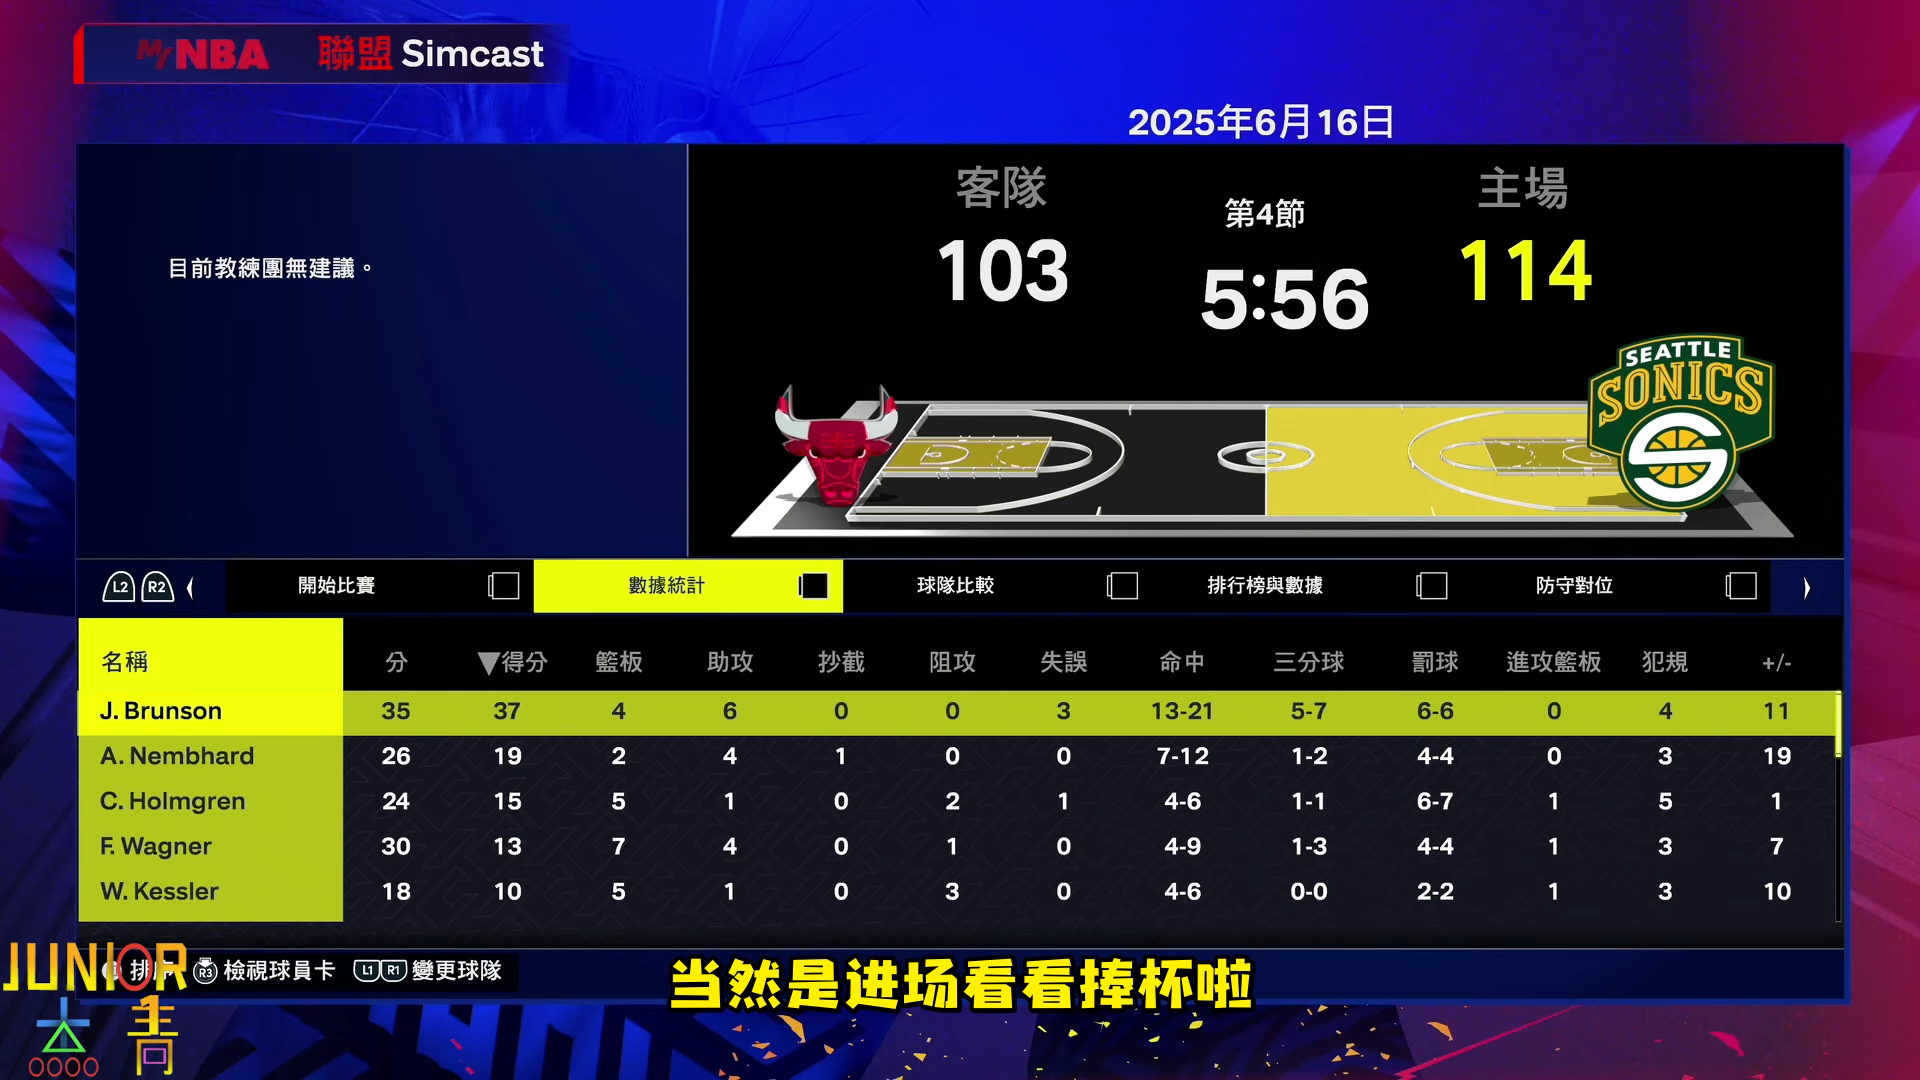 MyNBA 聯盟 Simcast
2025年6月16日
客隊 第4節 主場
103 5:56 114
目前教練團無建議。
SEATTLE
SONICS
L2 R2 開始比賽 數據統計 球隊比較 排行榜與數據 防守對位
名稱 分 ▼得分 籃板 助攻 抄截 阻攻 失誤 命中 三分球 罰球 進攻籃板 犯規 +/-
J. Brunson 35 37 4 6 0 0 3 13-21 5-7 6-6 0 4 11
A. Nembhard 26 19 2 4 1 0 0 7-12 1-2 4-4 0 3 19
C. Holmgren 24 15 5 1 0 2 1 4-6 1-1 6-7 1 5 1
F. Wagner 30 13 7 4 0 1 0 4-9 1-3 4-4 1 3 7
W. Kessler 18 10 5 1 0 3 0 4-6 0-0 2-2 1 3 10
JUNIOR
R3 檢視球員卡 L1 R1 變更球隊
当然是进场看看捧杯啦